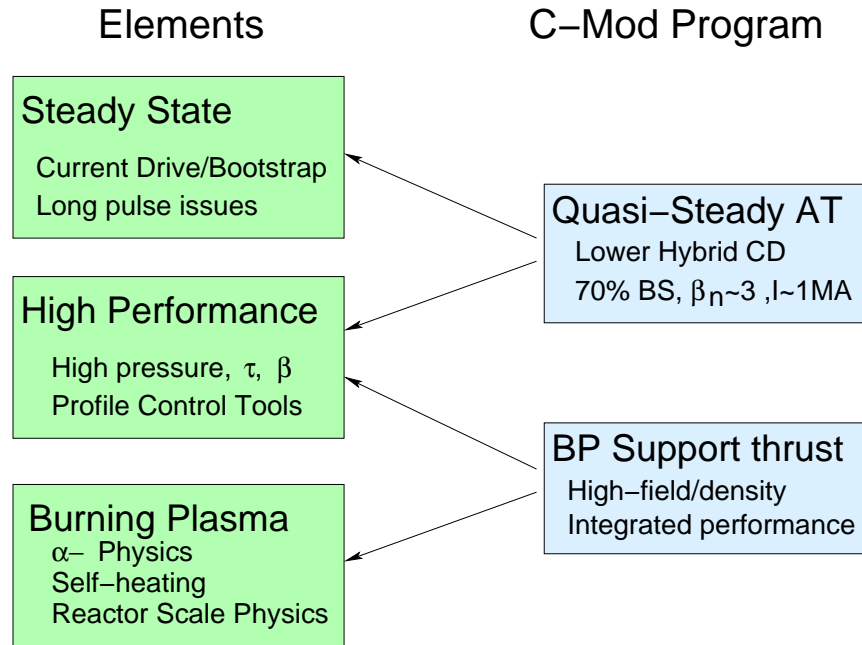 Elements
C−Mod Program
Steady State
Current Drive/Bootstrap
Long pulse issues
High Performance
High pressure, τ, β
Profile Control Tools
Burning Plasma
α− Physics
Self−heating
Reactor Scale Physics
Quasi−Steady AT
Lower Hybrid CD
70% BS, βn~3 ,I~1MA
BP Support thrust
High−field/density
Integrated performance